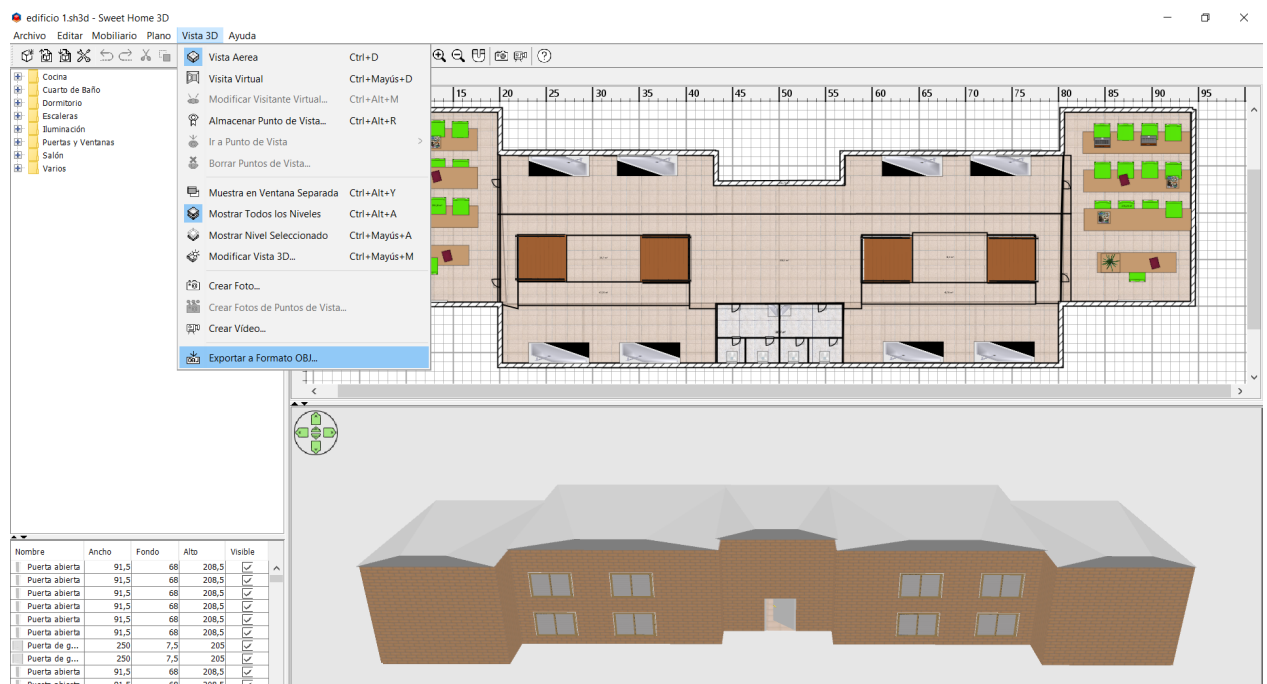 edificio 1.sh3d - Sweet Home 3D
Archivo Editar Mobiliario Plano Vista 3D Ayuda
Vista Aerea Ctrl+D
Visita Virtual Ctrl+Mayús+D
Modificar Visitante Virtual... Ctrl+Alt+M
Almacenar Punto de Vista... Ctrl+Alt+R
Ir a Punto de Vista
Borrar Puntos de Vista...
Muestra en Ventana Separada Ctrl+Alt+Y
Mostrar Todos los Niveles Ctrl+Alt+A
Mostrar Nivel Seleccionado Ctrl+Mayús+A
Modificar Vista 3D... Ctrl+Mayús+M
Crear Foto...
Crear Fotos de Puntos de Vista...
Crear Vídeo...
OBJ Exportar a Formato OBJ...
Cocina
Cuarto de Baño
Dormitorio
Escaleras
Iluminación
Puertas y Ventanas
Salón
Varios
15 20 25 30 35 40 45 50 55 60 65 70 75 80 85 90 95
Nombre Ancho Fondo Alto Visible
Puerta abierta 91,5 68 208,5
Puerta abierta 91,5 68 208,5
Puerta abierta 91,5 68 208,5
Puerta abierta 91,5 68 208,5
Puerta abierta 91,5 68 208,5
Puerta abierta 91,5 68 208,5
Puerta de g... 250 7,5 205
Puerta de g... 250 7,5 205
Puerta abierta 91,5 68 208,5